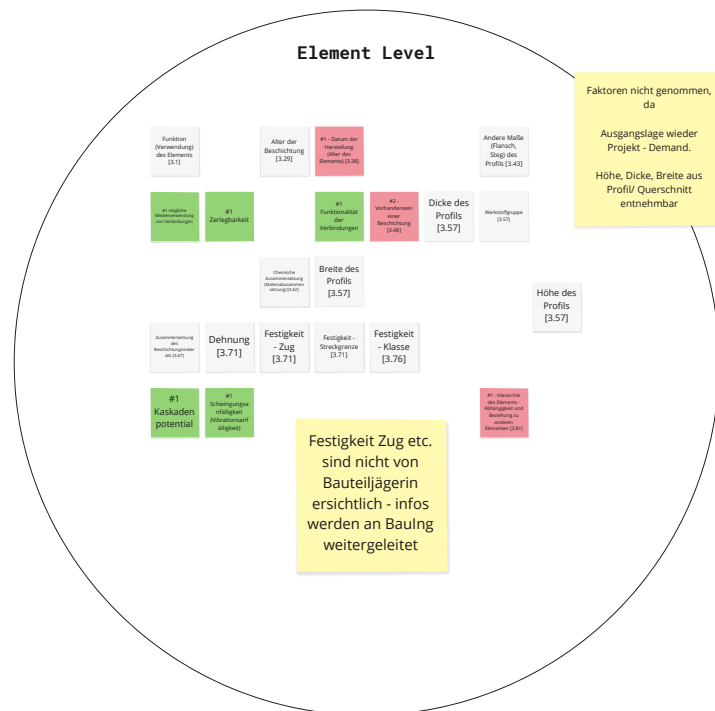 Element Level
Faktoren nicht genommen,
da
Ausgangslage wieder
Projekt - Demand.
Höhe, Dicke, Breite aus
Profil/ Querschnitt
entnehmbar
Funktion
(Verwendung)
des Elements
[3.1]
Alter der
Beschichtung
[3.29]
#1 - Datum der
Herstellung
(Alter des
Elements) [3.38]
Andere Maße
(Flansch,
Steg) des
Profils [3.43]
#1 mögliche
Wiederverwendung
von Verbindungen
#1
Zerlegbarkeit
#1
Funktionalität
der
Verbindungen
#2 -
Vorhandensein
einer
Beschichtung
[3.48]
Dicke des
Profils
[3.57]
Werkstoffgruppe
[3.57]
Chemische
Zusammensetzung
(Materialzusammen
setzung) [3.62]
Breite des
Profils
[3.57]
Höhe des
Profils
[3.57]
Zusammensetzung
des
Beschichtungsmater
ials [3.67]
Dehnung
[3.71]
Festigkeit
- Zug
[3.71]
Festigkeit -
Streckgrenze
[3.71]
Festigkeit
- Klasse
[3.76]
#1
Kaskaden
potential
#1
Schwingungsa
nfälligkeit
(Vibrationsanf
älligkeit)
#1 - Hierarchie
des Elements -
Abhängigkeit und
Beziehung zu
anderen
Elementen [3.81]
Festigkeit Zug etc.
sind nicht von
Bauteiljägerin
ersichtlich - infos
werden an BauIng
weitergeleitet